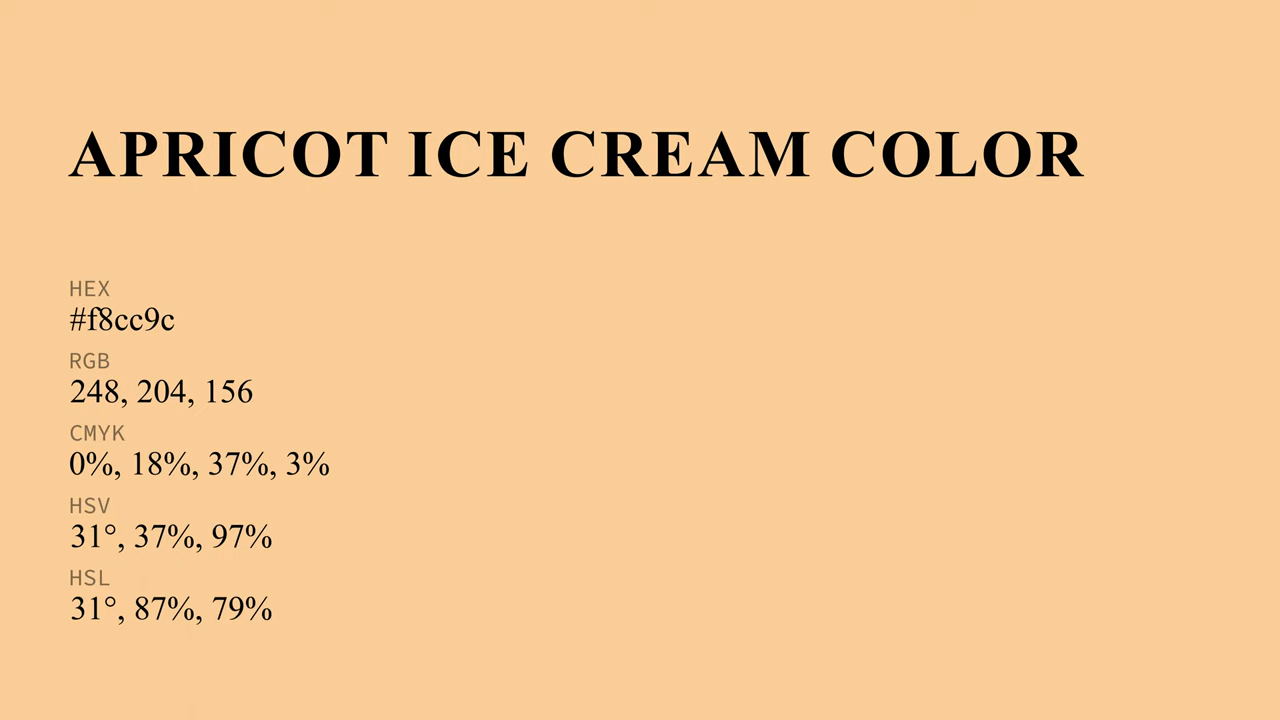 APRICOT ICE CREAM COLOR
HEX
#f8cc9c
RGB
248, 204, 156
CMYK
0%, 18%, 37%, 3%
HSV
31°, 37%, 97%
HSL
31°, 87%, 79%